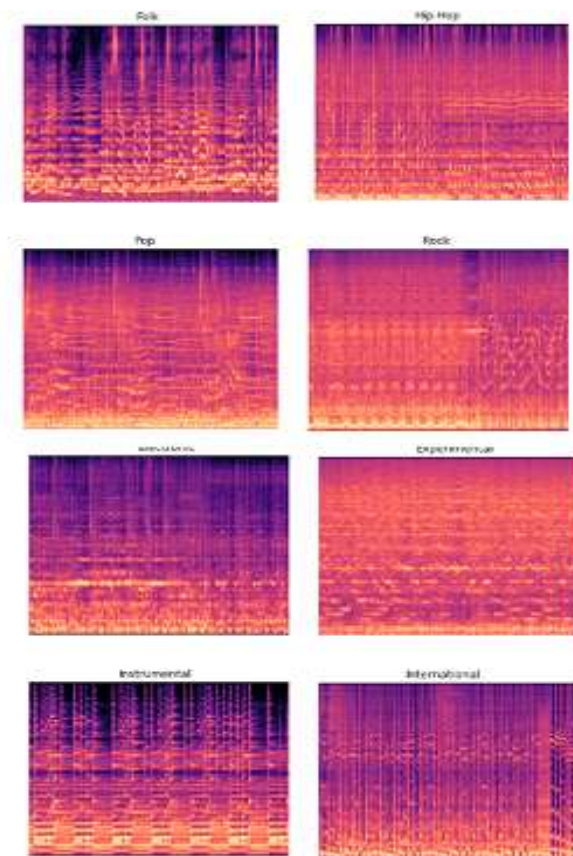 Folk
Hip-Hop
Pop
Rock
Experimental
Instrumental
International